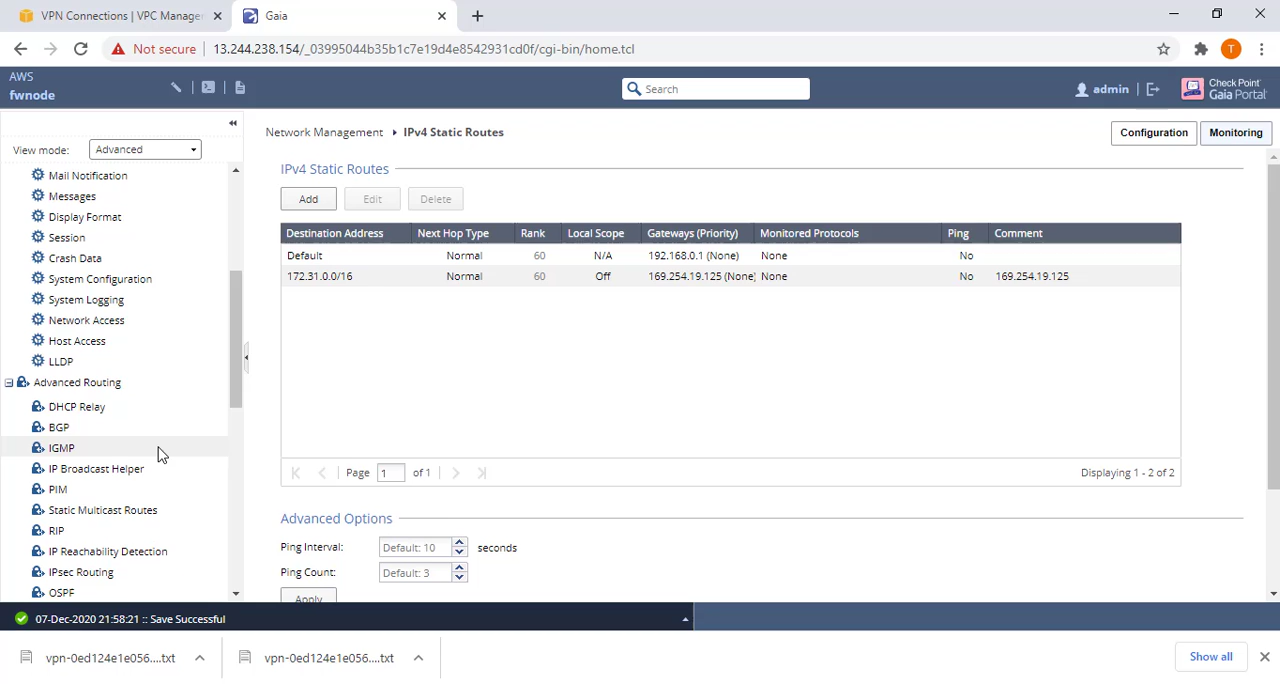 VPN Connections | VPC Manage
Gaia
Not secure
13.244.238.154/_03995044b35b1c7e19d4e8542931cd0f/cgi-bin/home.tcl
T
AWS
fwnode
Search
admin
Check Point
Gaia Portal
View mode:
Advanced
Network Management
IPv4 Static Routes
Configuration
Monitoring
Mail Notification
Messages
Display Format
Session
Crash Data
System Configuration
System Logging
Network Access
Host Access
LLDP
Advanced Routing
DHCP Relay
BGP
IGMP
IP Broadcast Helper
PIM
Static Multicast Routes
RIP
IP Reachability Detection
IPsec Routing
OSPF
IPv4 Static Routes
Add
Edit
Delete
Destination Address Next Hop Type Rank Local Scope Gateways (Priority) Monitored Protocols Ping Comment
Default Normal 60 N/A 192.168.0.1 (None) None No
172.31.0.0/16 Normal 60 Off 169.254.19.125 (None) None No 169.254.19.125
Page 1 of 1
Displaying 1 - 2 of 2
Advanced Options
Ping Interval: Default: 10 seconds
Ping Count: Default: 3
Apply
07-Dec-2020 21:58:21 :: Save Successful
vpn-0ed124e1e056....txt
vpn-0ed124e1e056....txt
Show all